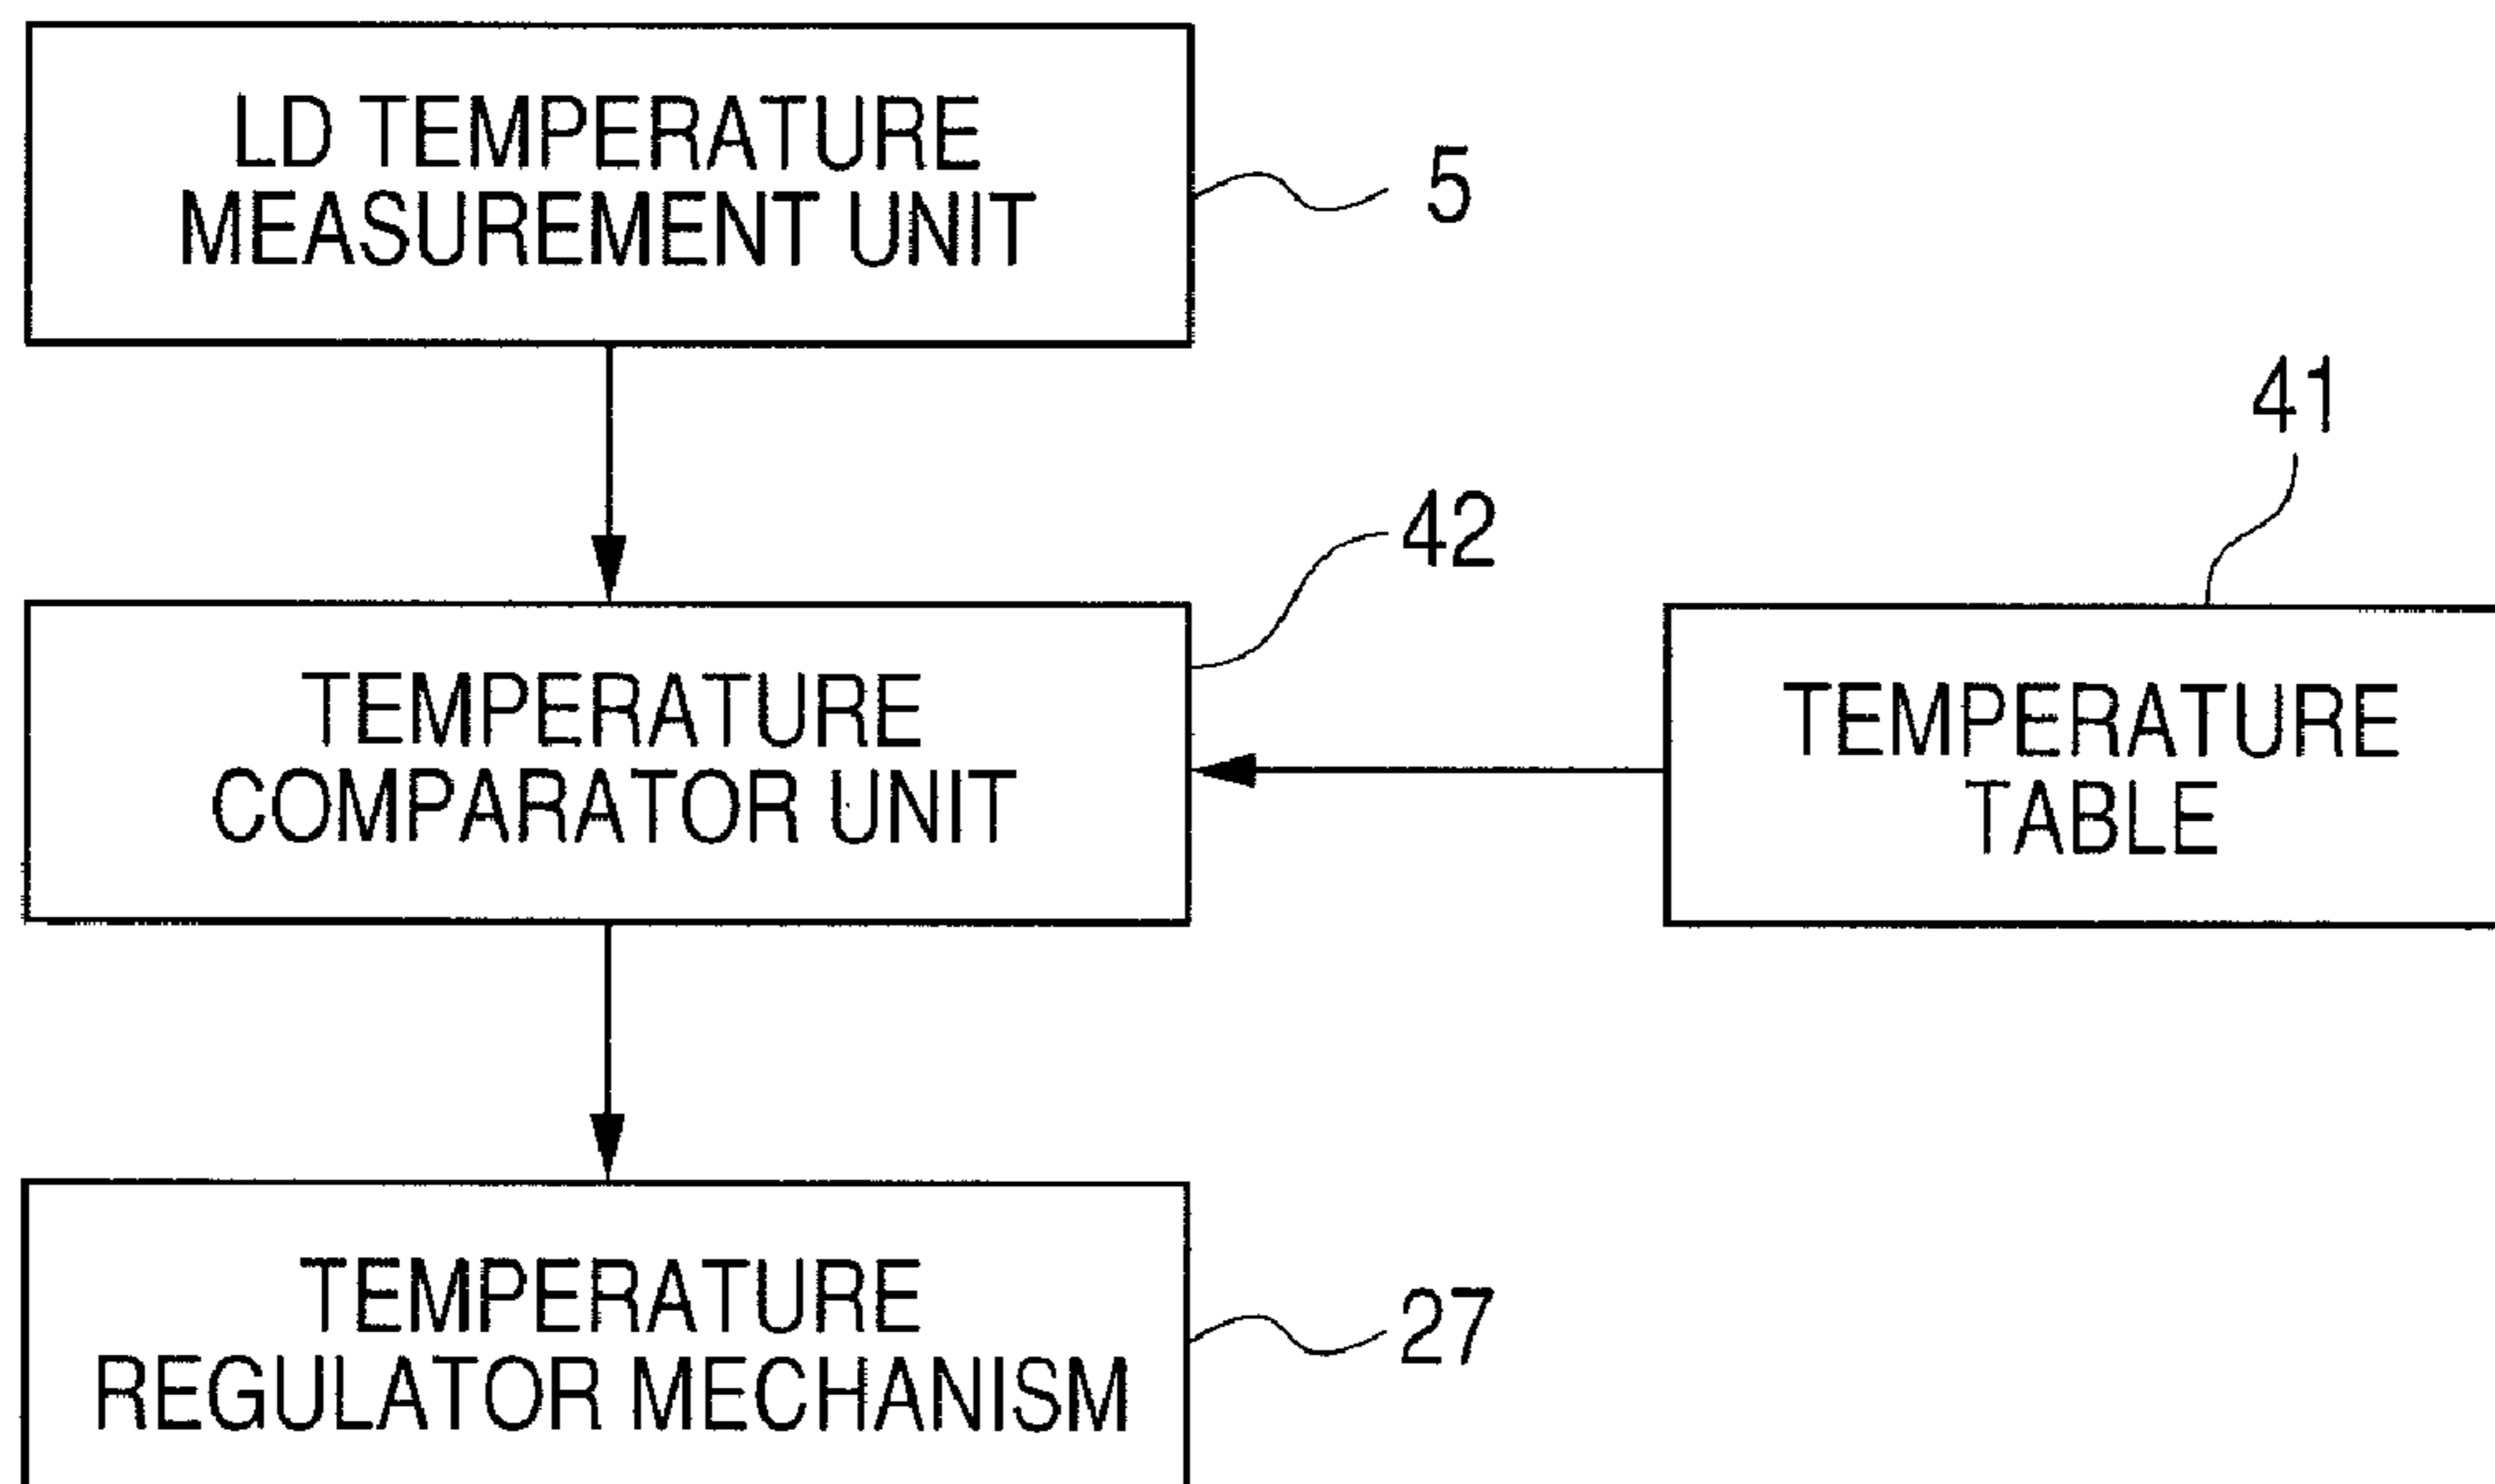 LD TEMPERATURE
MEASUREMENT UNIT
5
41
42
TEMPERATURE
COMPARATOR UNIT
TEMPERATURE
TABLE
TEMPERATURE
REGULATOR MECHANISM
27